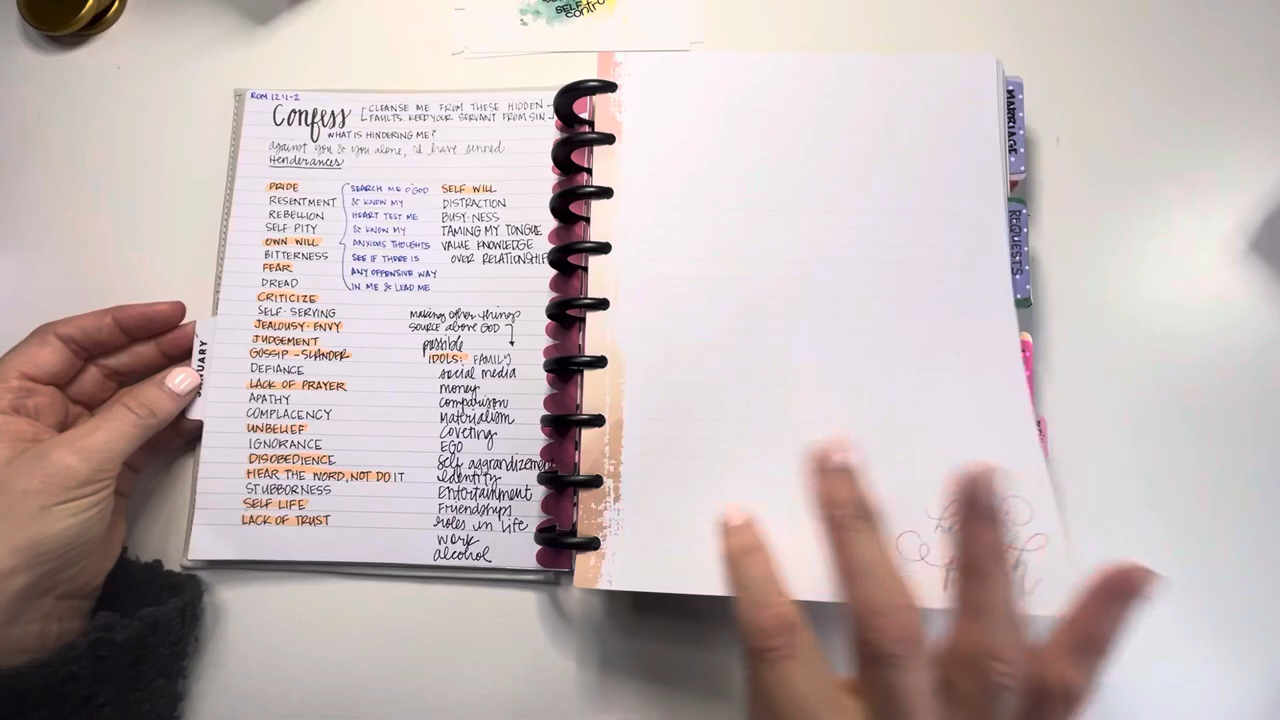 SELF
contro
ROM. 12:1-2
Confess
CLEANSE ME FROM THESE HIDDEN
FAULTS. KEEP YOUR SERVANT FROM SIN.
WHAT IS HINDERING ME?
against you & you alone, I have sinned
Henderances
PRIDE
RESENTMENT
REBELLION
SELF-PITY
OWN WILL
BITTERNESS
FEAR
DREAD
CRITICIZE
SELF-SERVING
JEALOUSY-ENVY
JUDGEMENT
GOSSIP-SLANDER
DEFIANCE
LACK OF PRAYER
APATHY
COMPLACENCY
UNBELIEF
IGNORANCE
DISOBEDIENCE
HEAR THE WORD, NOT DO IT
STUBBORNESS
SELF LIFE
LACK OF TRUST
SEARCH ME O'GOD
& KNOW MY
HEART TEST ME
& KNOW MY
ANXIOUS THOUGHTS
SEE IF THERE IS
ANY OFFENSIVE WAY
IN ME & LEAD ME
SELF WILL
DISTRACTION
BUSY-NESS
TAMING MY TONGUE
VALUE KNOWLEDGE
OVER RELATIONSHIP
making other things
source above GOD
possible
IDOLS: FAMILY
social media
money
comparison
Materialism
Coveting
EGO
Self aggrandizement
identity
Entertainment
Friendships
roles in life
work
alcohol
MARRIAGE
REQUESTS